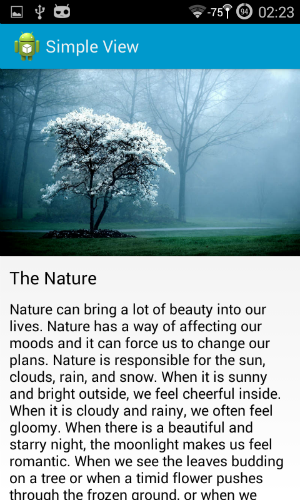 -75 94 02:23
Simple View
The Nature
Nature can bring a lot of beauty into our
lives. Nature has a way of affecting our
moods and it can force us to change our
plans. Nature is responsible for the sun,
clouds, rain, and snow. When it is sunny
and bright outside, we feel cheerful inside.
When it is cloudy and rainy, we often feel
gloomy. When there is a beautiful and
starry night, the moonlight makes us feel
romantic. When we see the leaves budding
on a tree or when a timid flower pushes
through the frozen ground, or when we